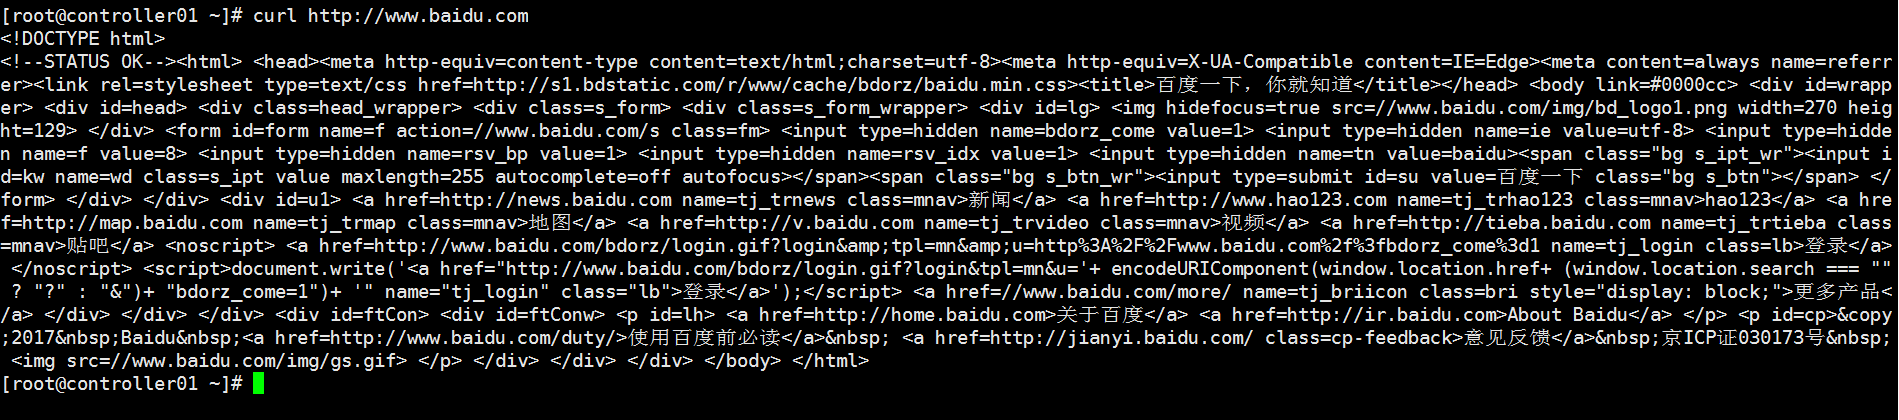 [root@controller01 ~]# curl http://www.baidu.com
<!DOCTYPE html>
<!--STATUS OK--><html> <head><meta http-equiv=content-type content=text/html;charset=utf-8><meta http-equiv=X-UA-Compatible content=IE=Edge><meta content=always name=referr
er><link rel=stylesheet type=text/css href=http://s1.bdstatic.com/r/www/cache/bdorz/baidu.min.css><title>百度一下，你就知道</title></head> <body link=#0000cc> <div id=wrapp
er> <div id=head> <div class=head_wrapper> <div class=s_form> <div class=s_form_wrapper> <div id=lg> <img hidefocus=true src=//www.baidu.com/img/bd_logo1.png width=270 heig
ht=129> </div> <form id=form name=f action=//www.baidu.com/s class=fm> <input type=hidden name=bdorz_come value=1> <input type=hidden name=ie value=utf-8> <input type=hidde
n name=f value=8> <input type=hidden name=rsv_bp value=1> <input type=hidden name=rsv_idx value=1> <input type=hidden name=tn value=baidu><span class="bg s_ipt_wr"><input i
d=kw name=wd class=s_ipt value maxlength=255 autocomplete=off autofocus></span><span class="bg s_btn_wr"><input type=submit id=su value=百度一下 class="bg s_btn"></span> </
form> </div> </div> <div id=u1> <a href=http://news.baidu.com name=tj_trnews class=mnav>新闻</a> <a href=http://www.hao123.com name=tj_trhao123 class=mnav>hao123</a> <a hre
f=http://map.baidu.com name=tj_trmap class=mnav>地图</a> <a href=http://v.baidu.com name=tj_trvideo class=mnav>视频</a> <a href=http://tieba.baidu.com name=tj_trtieba class
=mnav>贴吧</a> <noscript> <a href=http://www.baidu.com/bdorz/login.gif?login&amp;tpl=mn&amp;u=http%3A%2F%2Fwww.baidu.com%2f%3fbdorz_come%3d1 name=tj_login class=lb>登录</a>
 </noscript> <script>document.write('<a href="http://www.baidu.com/bdorz/login.gif?login&tpl=mn&u='+ encodeURIComponent(window.location.href+ (window.location.search === ""
? "?" : "&")+ "bdorz_come=1")+ '" name="tj_login" class="lb">登录</a>');</script> <a href=//www.baidu.com/more/ name=tj_briicon class=bri style="display: block;">更多产品<
/a> </div> </div> </div> <div id=ftCon> <div id=ftConw> <p id=lh> <a href=http://home.baidu.com>关于百度</a> <a href=http://ir.baidu.com>About Baidu</a> </p> <p id=cp>&copy
;2017&nbsp;Baidu&nbsp;<a href=http://www.baidu.com/duty/>使用百度前必读</a>&nbsp; <a href=http://jianyi.baidu.com/ class=cp-feedback>意见反馈</a>&nbsp;京ICP证030173号&nbsp;
 <img src=//www.baidu.com/img/gs.gif> </p> </div> </div> </div> </body> </html>
[root@controller01 ~]#